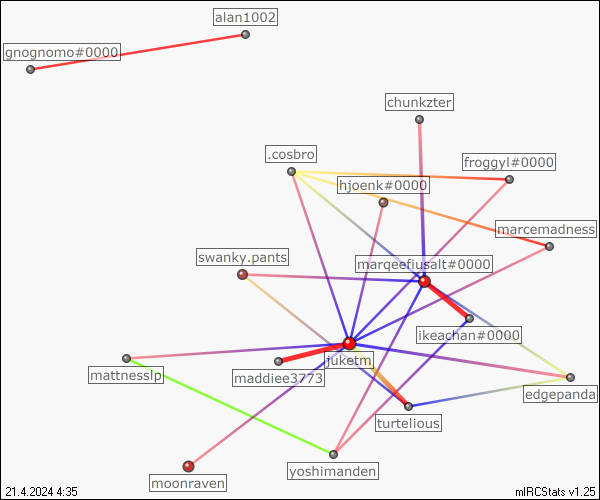 alan1002
gnognomo#0000
chunkzter
.cosbro
froggyl#0000
hjoenk#0000
marcemadness
swanky.pants
marqeefiusalt#0000
ikeachan#0000
juketm
mattnesslp
maddiee3773
edgepanda
turtelious
yoshimanden
moonraven
21.4.2024 4:35
mIRCStats v1.25